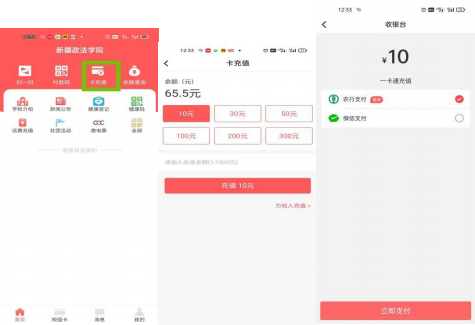 新疆政法学院
扫一扫 付款码 卡充值 余额查询
学校介绍 新闻公告 健康登记 健康码
话费充值 社团活动 缴电费 全部
首页 校园卡 消息 我的
12:33
卡充值
余额（元）
65.5元
10元 30元 50元
100元 200元 300元
请输入充值金额(1-1000元)
充值 10元
为他人充值
12:33
收银台
¥10
一卡通充值
农行支付
微信支付
立即支付